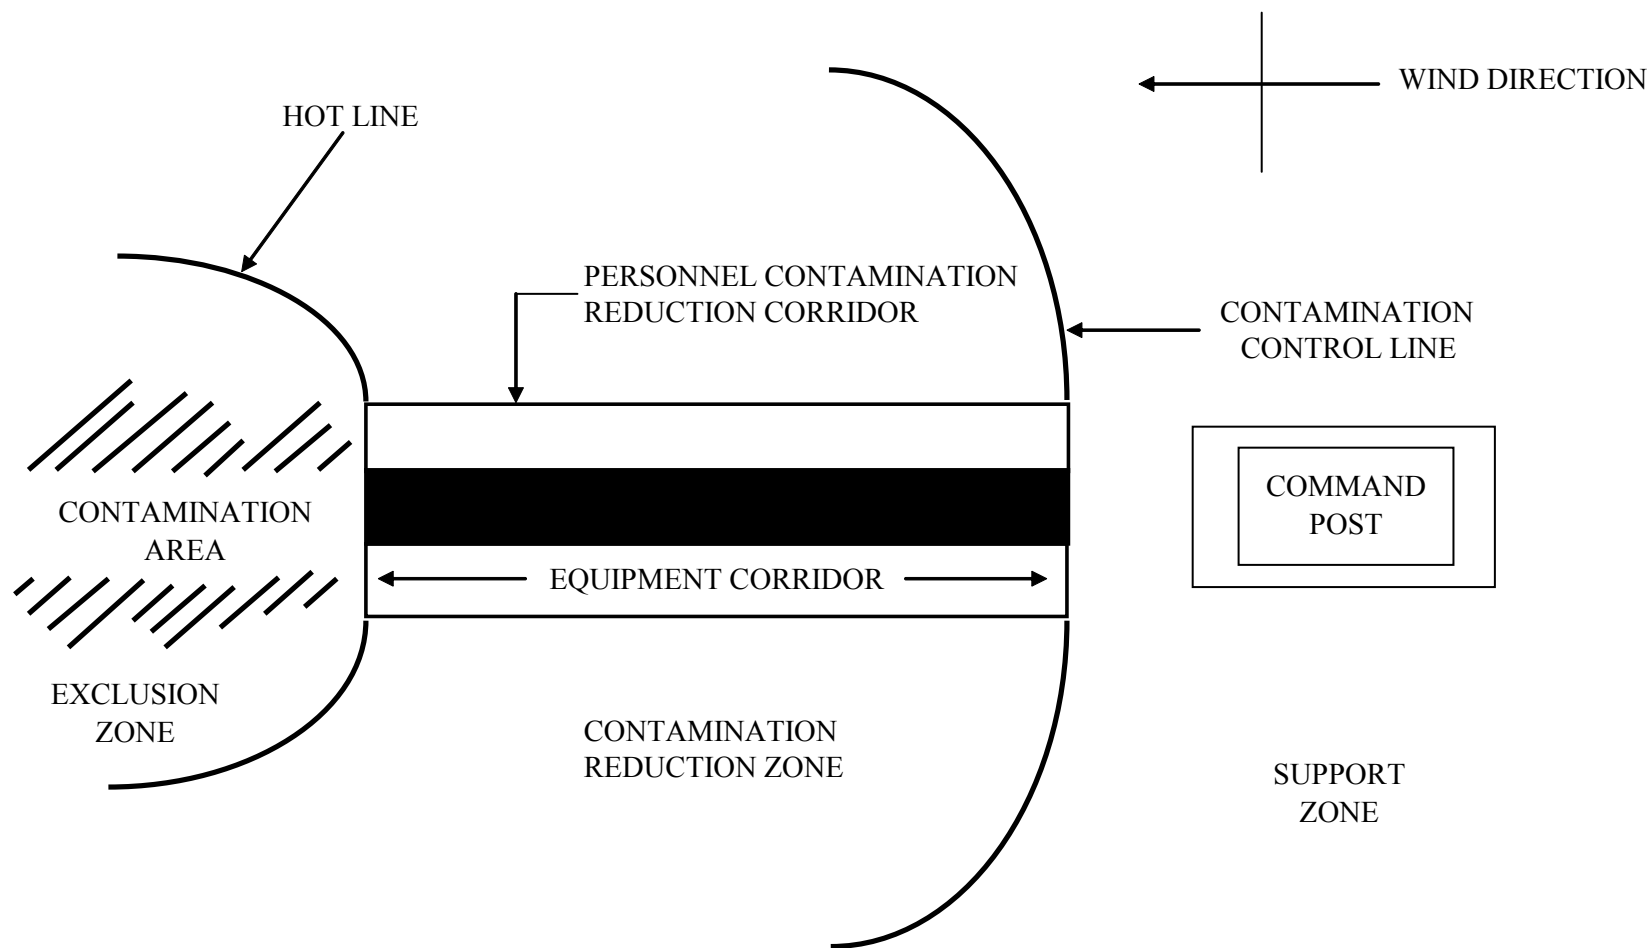 WIND DIRECTION
HOT LINE
PERSONNEL CONTAMINATION
REDUCTION CORRIDOR
CONTAMINATION
CONTROL LINE
COMMAND
POST
CONTAMINATION
AREA
EQUIPMENT CORRIDOR
EXCLUSION
ZONE
CONTAMINATION
REDUCTION ZONE
SUPPORT
ZONE